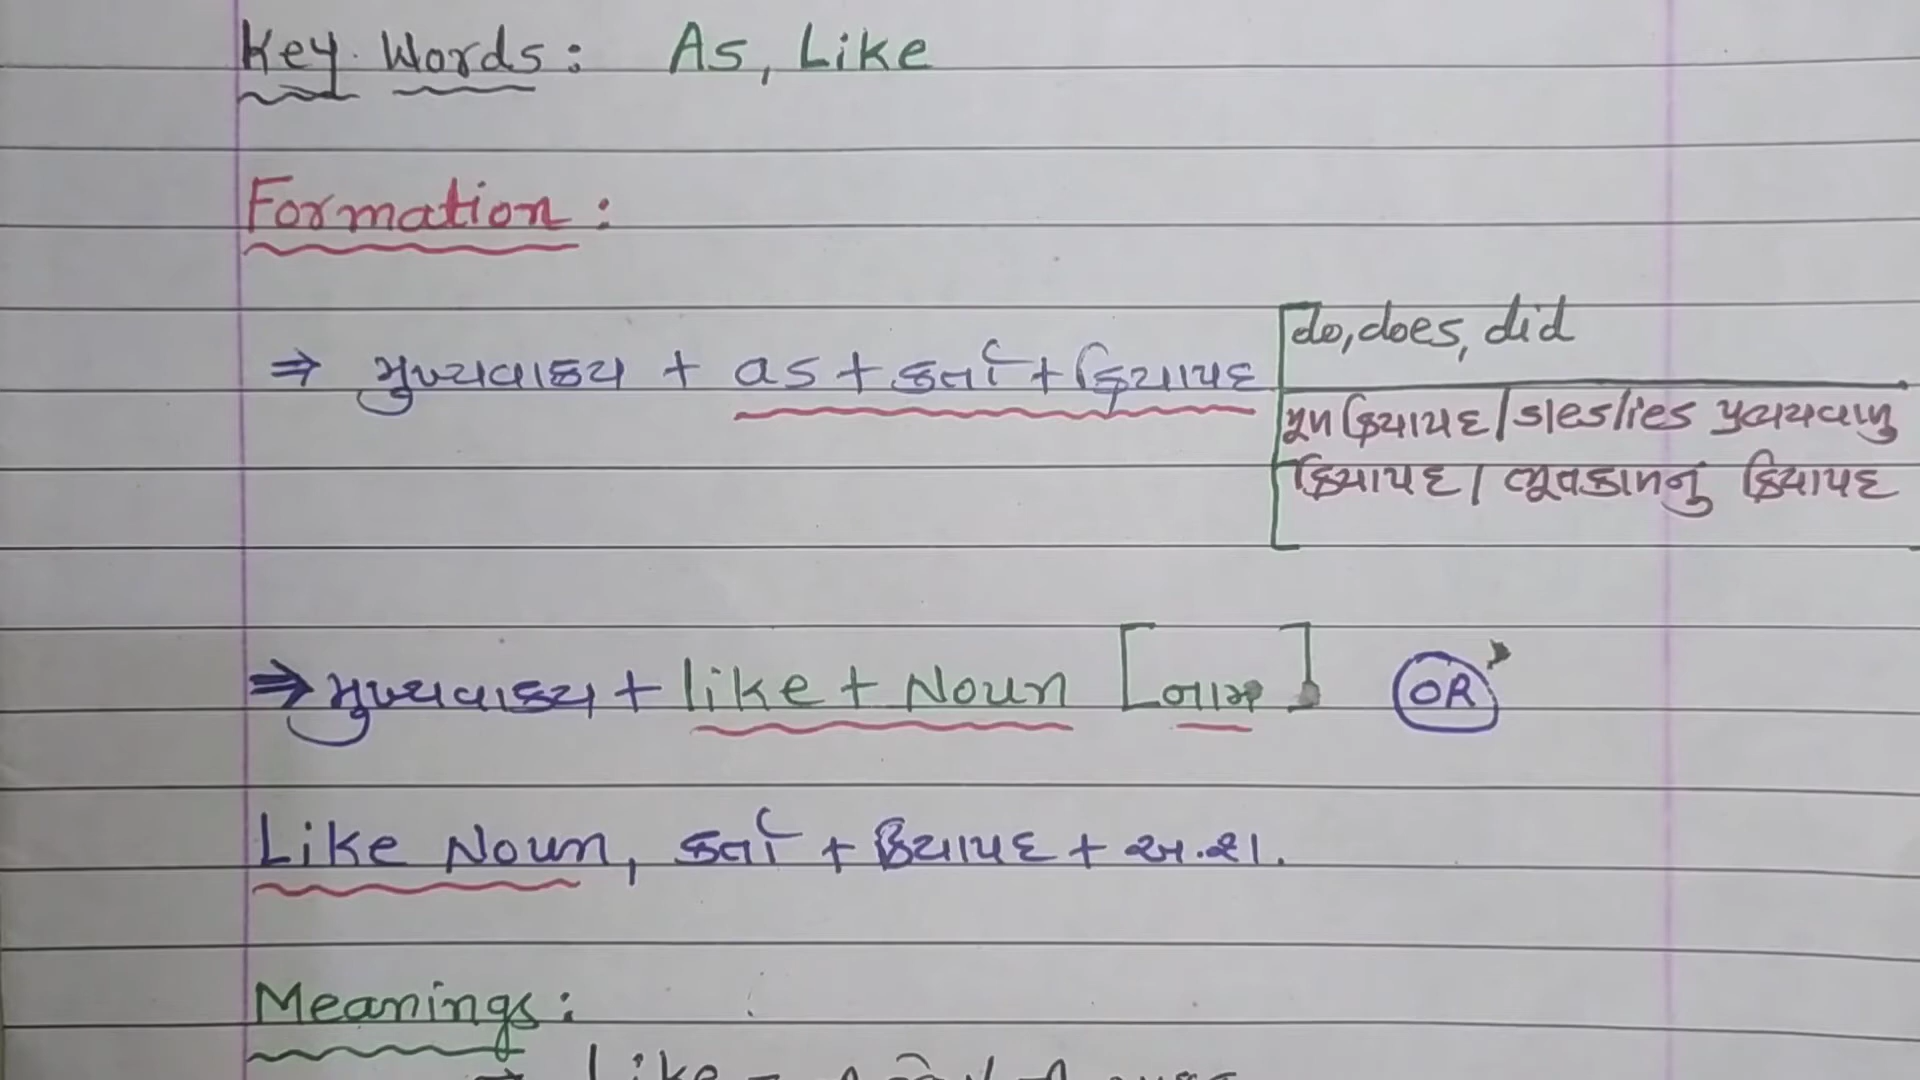 Key Words: As, Like
Formation:
⇒ મુખ્યવાક્ય + as + કર્તા + ક્રિયાપદ
do, does, did
મૂળ ક્રિયાપદ / s/es/ies પ્રત્યયવાળુ
ક્રિયાપદ / ભૂતકાળનુ ક્રિયાપદ
⇒ મુખ્યવાક્ય + like + Noun [નામ] OR
Like Noun, કર્તા + ક્રિયાપદ + અ.શ.
Meanings:
⇒ Like -